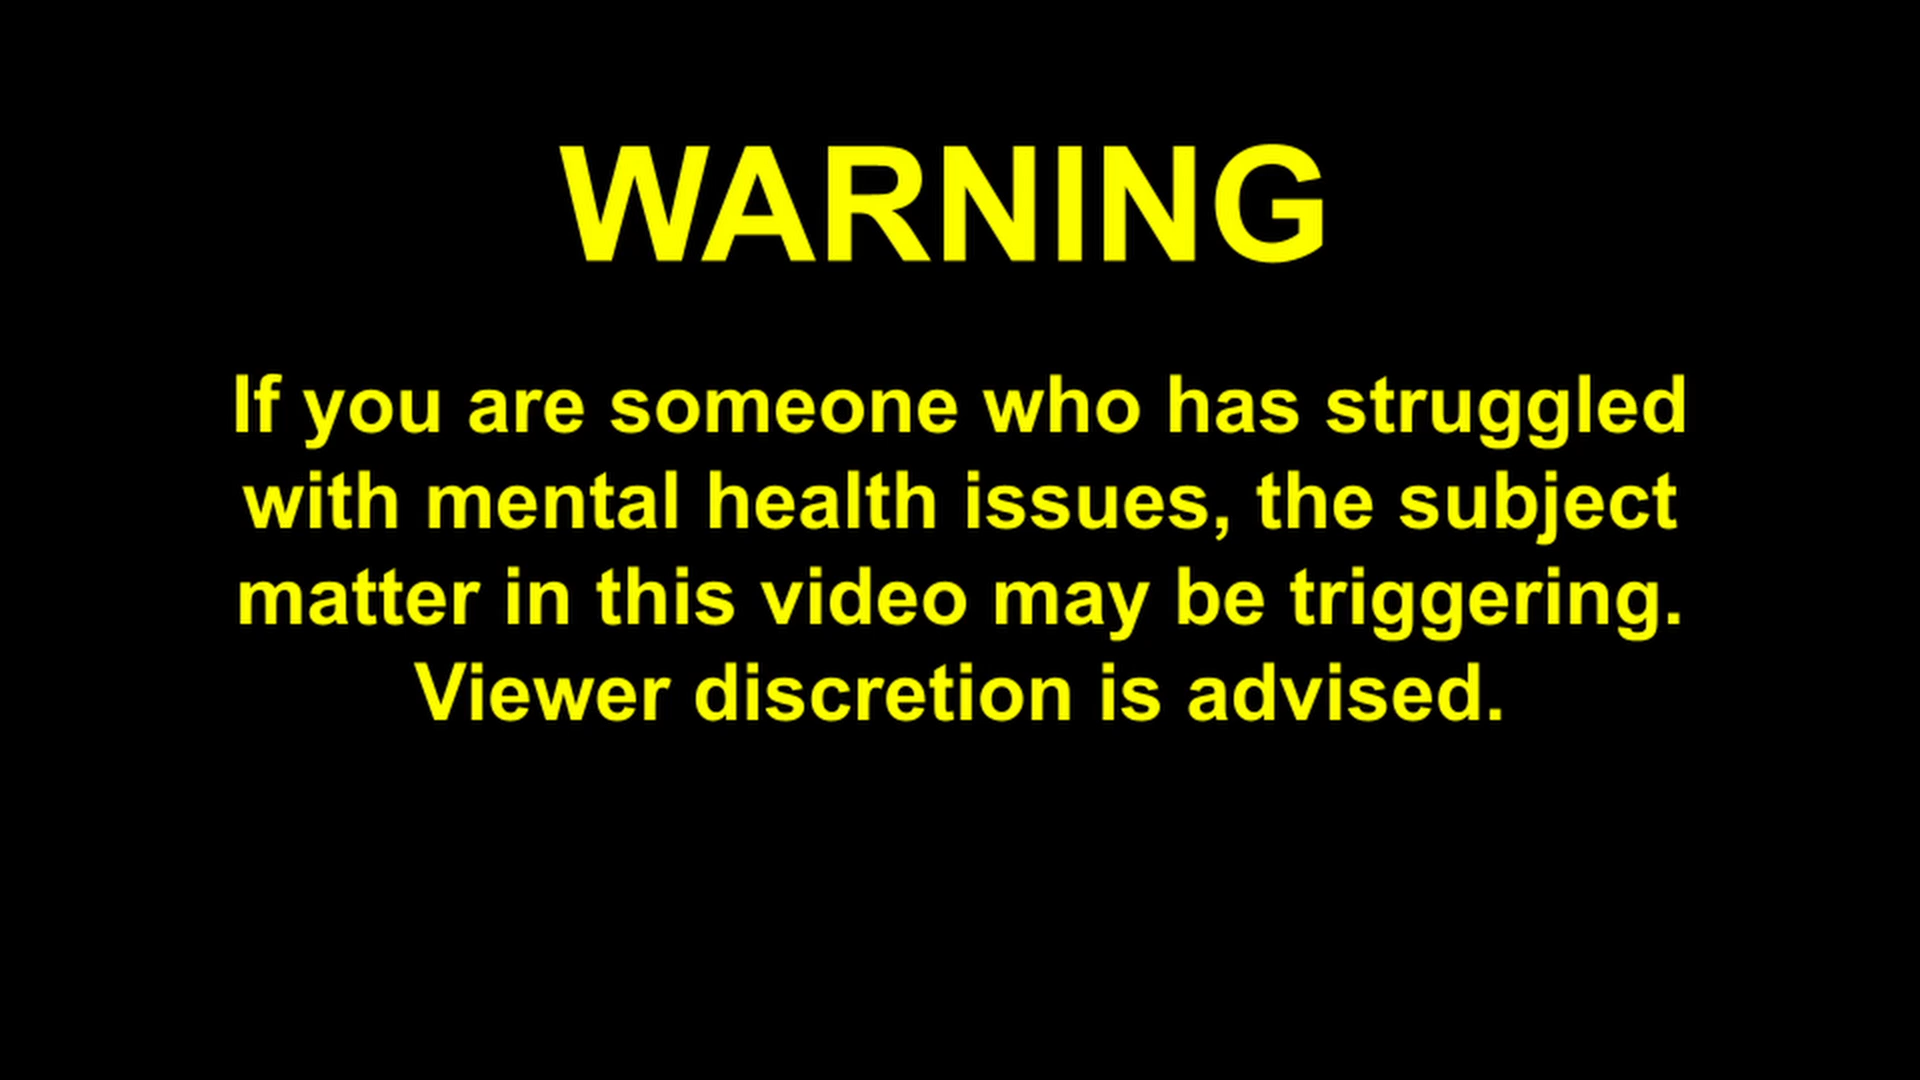 WARNING
If you are someone who has struggled
with mental health issues, the subject
matter in this video may be triggering.
Viewer discretion is advised.